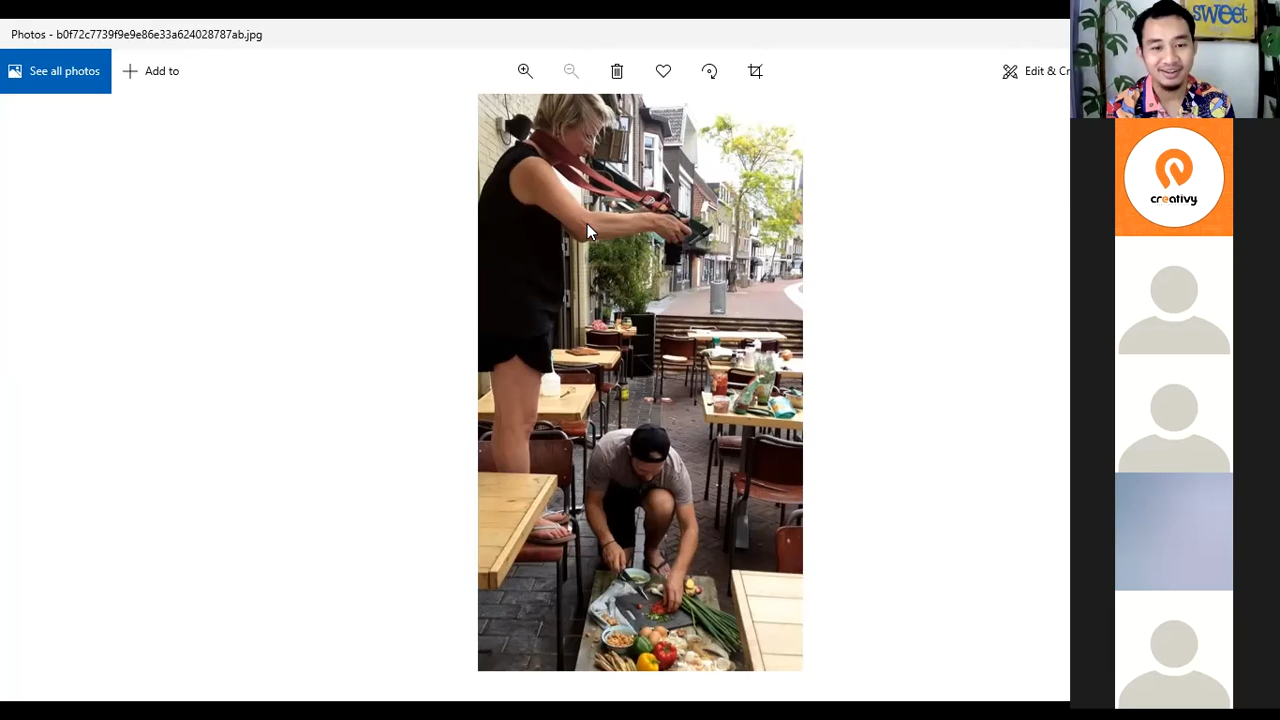 Photos - b0f72c7739f9e9e86e33a624028787ab.jpg
See all photos
Add to
Edit & Cr
sweet
creativy